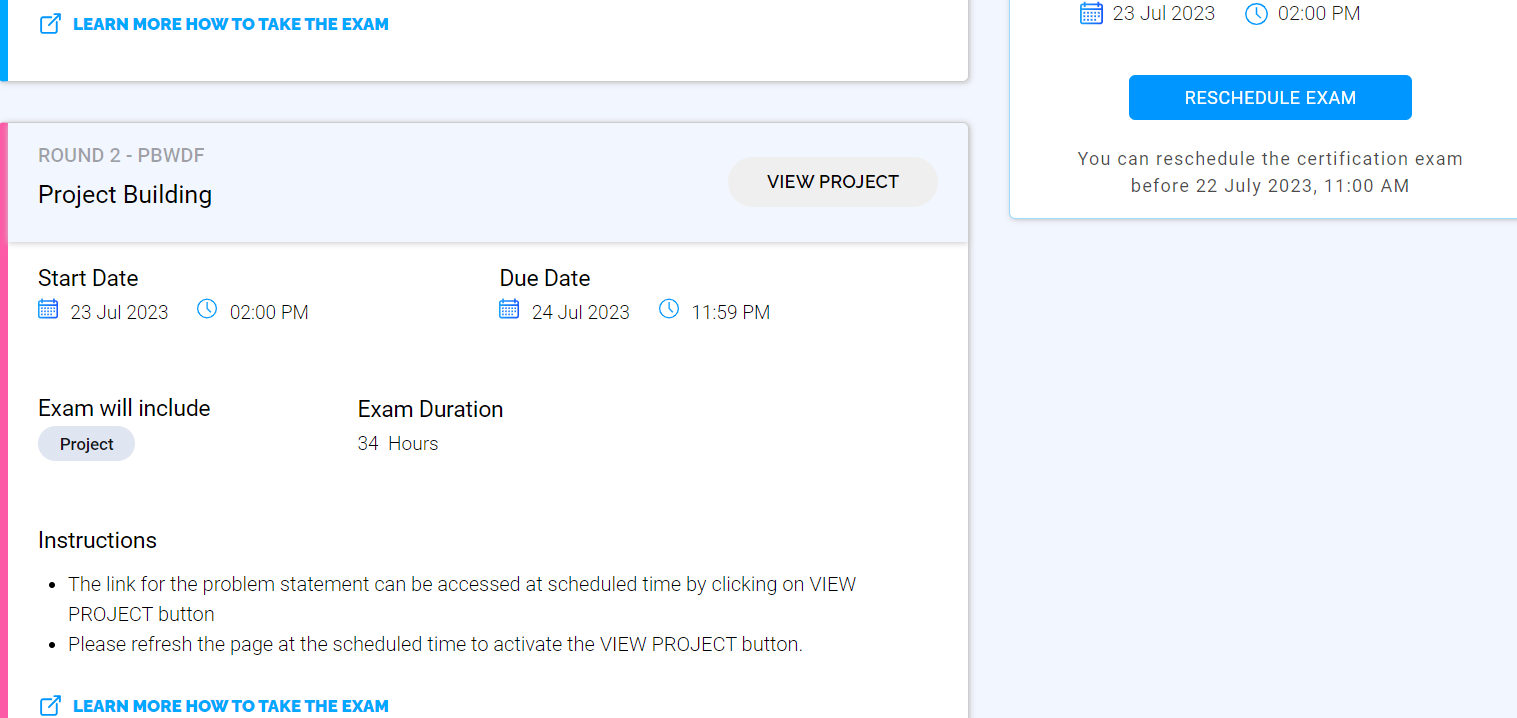 LEARN MORE HOW TO TAKE THE EXAM
ROUND 2 - PBWDF
Project Building
VIEW PROJECT
Start Date
23 Jul 2023 02:00 PM
Due Date
24 Jul 2023 11:59 PM
Exam will include
Project
Exam Duration
34 Hours
Instructions
The link for the problem statement can be accessed at scheduled time by clicking on VIEW
PROJECT button
Please refresh the page at the scheduled time to activate the VIEW PROJECT button.
LEARN MORE HOW TO TAKE THE EXAM
23 Jul 2023 02:00 PM
RESCHEDULE EXAM
You can reschedule the certification exam
before 22 July 2023, 11:00 AM